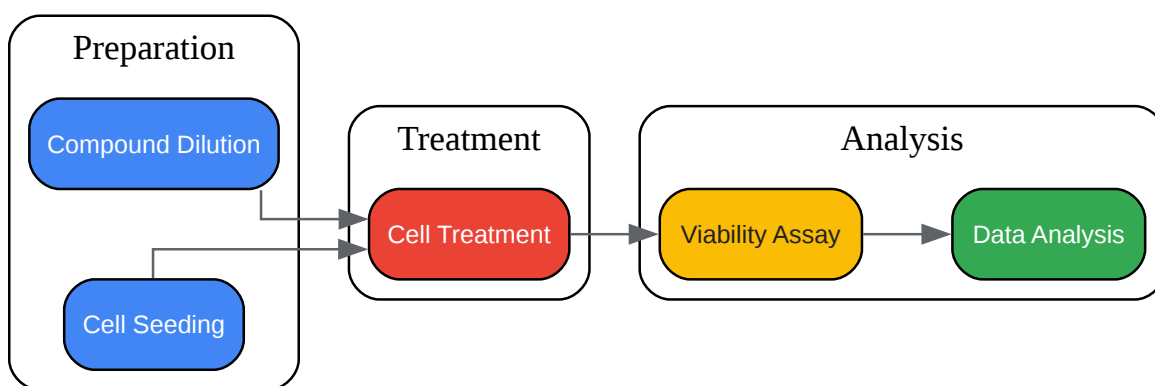 Preparation
Compound Dilution
Cell Seeding
Treatment
Cell Treatment
Analysis
Viability Assay
Data Analysis